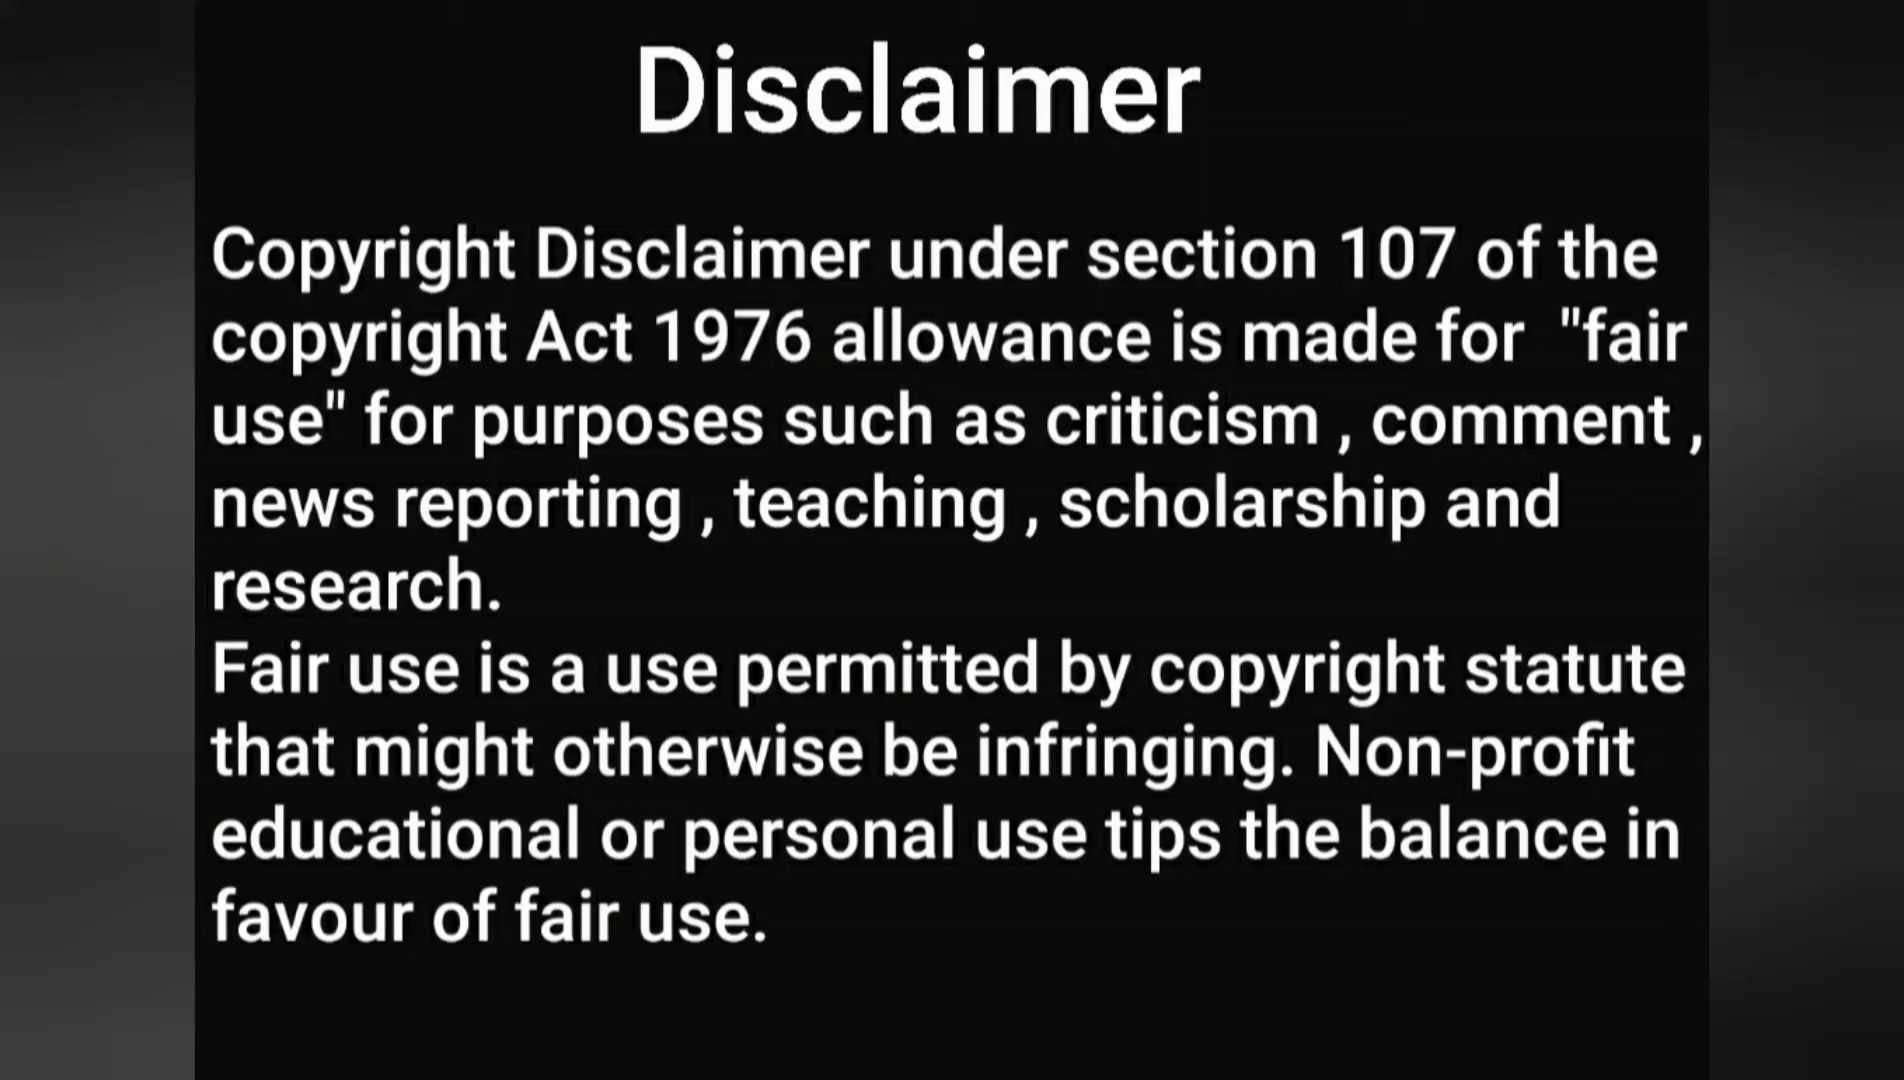 Disclaimer
Copyright Disclaimer under section 107 of the
copyright Act 1976 allowance is made for  "fair
use" for purposes such as criticism , comment ,
news reporting , teaching , scholarship and
research.
Fair use is a use permitted by copyright statute
that might otherwise be infringing. Non-profit
educational or personal use tips the balance in
favour of fair use.